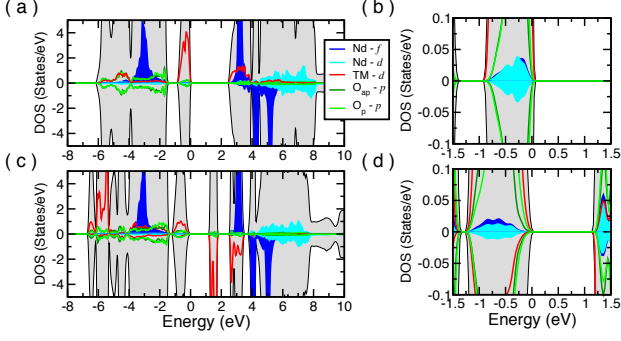 (a)
DOS (States/eV)
4
2
0
-2
-4
-8 -6 -4 -2 0 2 4 6 8 10
Nd - f
Nd - d
TM - d
Oap - p
Op - p
(b)
DOS (States/eV)
0.1
0.05
0
-0.05
-0.1
-1.5 -1 -0.5 0 0.5 1 1.5
(c)
DOS (States/eV)
4
2
0
-2
-4
-8 -6 -4 -2 0 2 4 6 8 10
Energy (eV)
(d)
DOS (States/eV)
0.1
0.05
0
-0.05
-0.1
-1.5 -1 -0.5 0 0.5 1 1.5
Energy (eV)